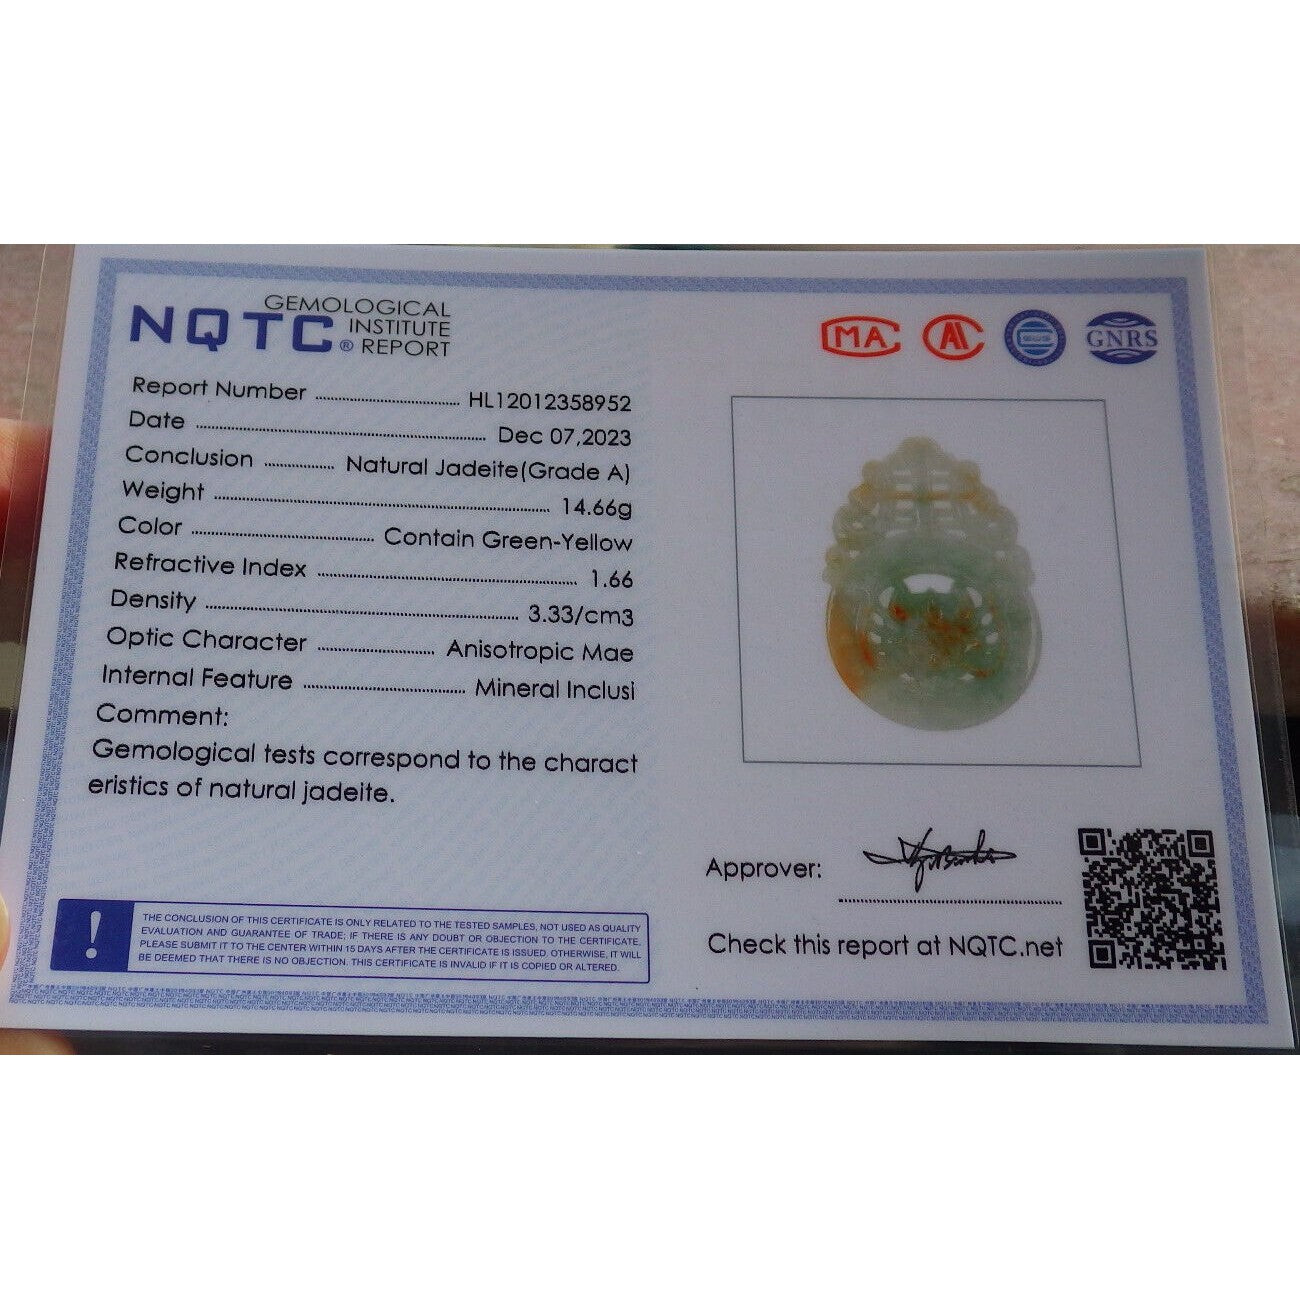 NQTC® GEMOLOGICAL
INSTITUTE
REPORT
MA
AL
GNRS
Report Number HL12012358952
Date Dec 07,2023
Conclusion Natural Jadeite(Grade A)
Weight 14.66g
Color Contain Green-Yellow
Refractive Index 1.66
Density 3.33/cm3
Optic Character Anisotropic Mae
Internal Feature Mineral Inclusi
Comment:
Gemological tests correspond to the charact
eristics of natural jadeite.
!
THE CONCLUSION OF THIS CERTIFICATE IS ONLY RELATED TO THE TESTED SAMPLES, NOT USED AS QUALITY
EVALUATION AND GUARANTEE OF TRADE; IF THERE IS ANY DOUBT OR OBJECTION TO THE CERTIFICATE,
PLEASE SUBMIT IT TO THE CENTER WITHIN 15 DAYS AFTER THE CERTIFICATE IS ISSUED. OTHERWISE, IT WILL
BE DEEMED THAT THERE IS NO OBJECTION. THIS CERTIFICATE IS INVALID IF IT IS COPIED OR ALTERED.
Approver:
Check this report at NQTC.net